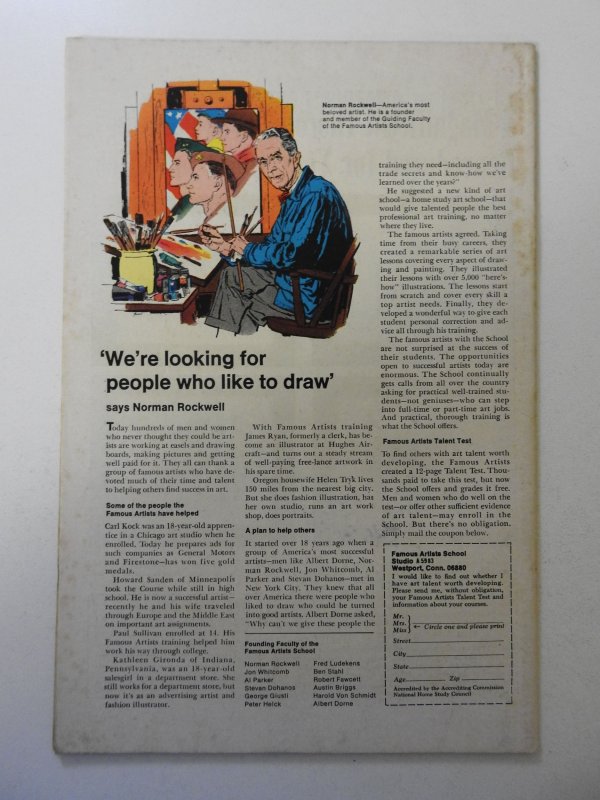 Norman Rockwell—America's most
beloved artist. He is a founder
and member of the Guiding Faculty
of the Famous Artists School.
'We're looking for
people who like to draw'
says Norman Rockwell
Today hundreds of men and women
who never thought they could be art-
ists are working at easels and drawing
boards, making pictures and getting
well paid for it. They all can thank a
group of famous artists who have de-
voted much of their time and talent
to helping others find success in art.
Some of the people the
Famous Artists have helped
Carl Kock was an 18-year-old appren-
tice in a Chicago art studio when he
enrolled. Today he prepares ads for
such companies as General Motors
and Firestone—has won five gold
medals.
Howard Sanden of Minneapolis
took the Course while still in high
school. He is now a successful artist—
recently he and his wife traveled
through Europe and the Middle East
on important art assignments.
Paul Sullivan enrolled at 14. His
Famous Artists training helped him
work his way through college.
Kathleen Gironda of Indiana,
Pennsylvania, was an 18-year-old
salesgirl in a department store. She
still works for a department store, but
now it's as an advertising artist and
fashion illustrator.
With Famous Artists training
James Ryan, formerly a clerk, has be-
come an illustrator at Hughes Air-
craft—and turns out a steady stream
of well-paying free-lance artwork in
his spare time.
Oregon housewife Helen Tryk lives
150 miles from the nearest big city.
But she does fashion illustration, has
her own studio, runs an art work
shop, does portraits.
A plan to help others
It started over 18 years ago when a
group of America's most successful
artists—men like Albert Dorne, Nor-
man Rockwell, Jon Whitcomb, Al
Parker and Stevan Dohanos—met in
New York City. They knew that all
over America there were people who
liked to draw who could be turned
into good artists. Albert Dorne asked,
"Why can't we give these people the
Founding Faculty of the
Famous Artists School
Norman Rockwell
Jon Whitcomb
Al Parker
Stevan Dohanos
George Giusti
Peter Helck
Fred Ludekens
Ben Stahl
Robert Fawcett
Austin Briggs
Harold Von Schmidt
Albert Dorne
training they need—including all the
trade secrets and know-how we've
learned over the years?"
He suggested a new kind of art
school—a home study art school—that
would give talented people the best
professional art training, no matter
where they live.
The famous artists agreed. Taking
time from their busy careers, they
created a remarkable series of art
lessons covering every aspect of draw-
ing and painting. They illustrated
their lessons with over 5,000 "here's-
how" illustrations. The lessons start
from scratch and cover every skill a
top artist needs. Finally, they de-
veloped a wonderful way to give each
student personal correction and ad-
vice all through his training.
The famous artists with the School
are not surprised at the success of
their students. The opportunities
open to successful artists today are
enormous. The School continually
gets calls from all over the country
asking for practical well-trained stu-
dents—not geniuses—who can step
into full-time or part-time art jobs.
And practical, thorough training is
what the School offers.
Famous Artists Talent Test
To find others with art talent worth
developing, the Famous Artists
created a 12-page Talent Test. Thou-
sands paid to take this test, but now
the School offers and grades it free.
Men and women who do well on the
test—or offer other sufficient evidence
of art talent—may enroll in the
School. But there's no obligation.
Simply mail the coupon below.
Famous Artists School
Studio A5903
Westport, Conn. 06880
I would like to find out whether I
have art talent worth developing.
Please send me, without obligation,
your Famous Artists Talent Test and
information about your courses.
Mr.
Mrs.
Miss ← Circle one and please print
Street
City
State
Age Zip
Accredited by the Accrediting Commission
National Home Study Council